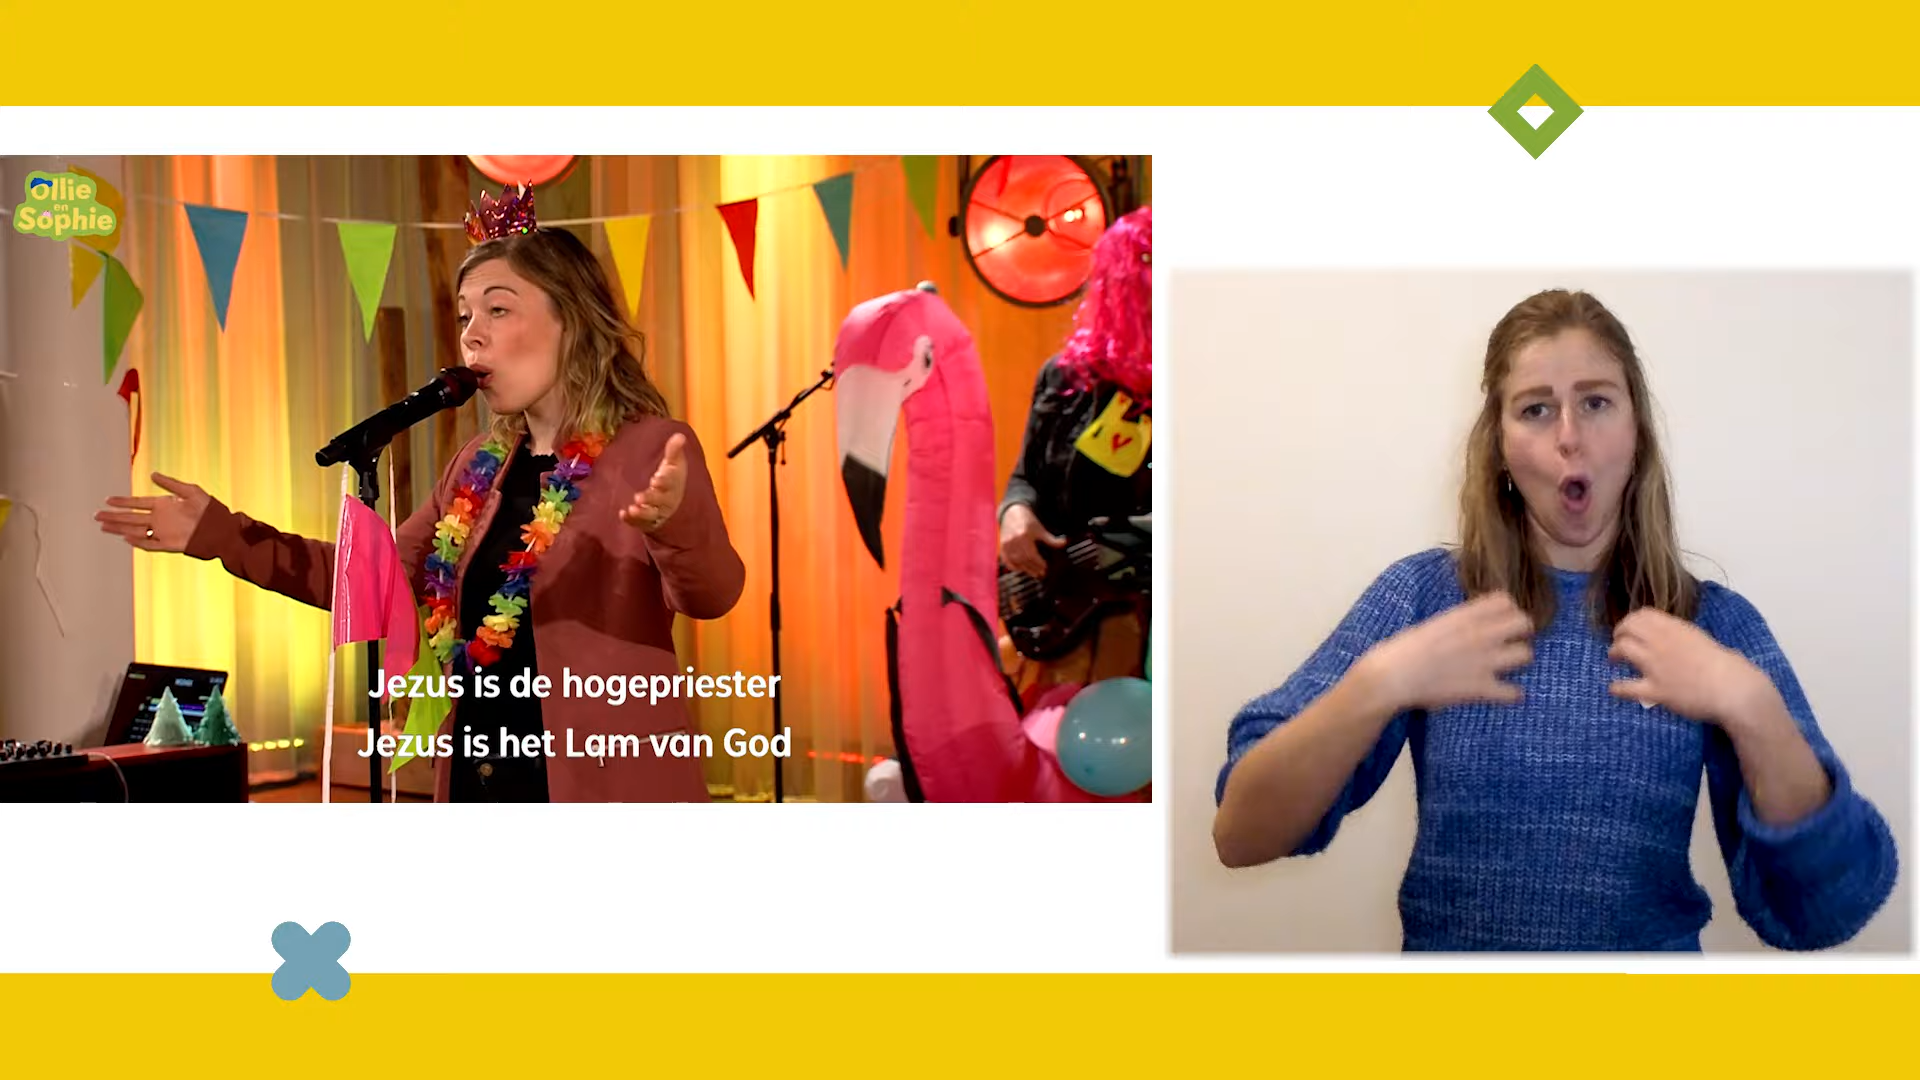 Ollie
en
Sophie
Jezus is de hogepriester
Jezus is het Lam van God